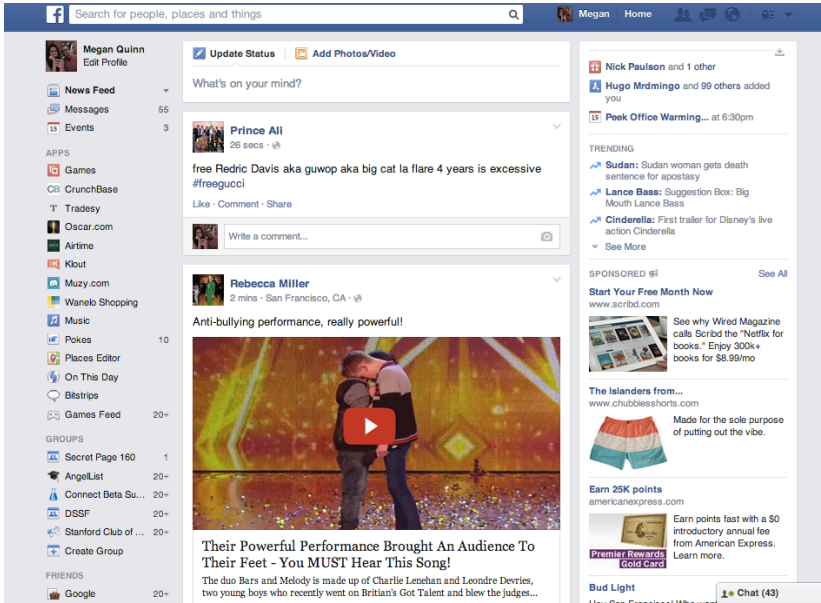 Search for people, places and things
Megan
Home
Megan Quinn
Edit Profile
News Feed
Messages 55
Events 3
APPS
Games
CrunchBase
Tradesy
Oscar.com
Airtime
Klout
Muzy.com
Wanelo Shopping
Music
Pokes 10
Places Editor
On This Day
Bitstrips
Games Feed 20+
GROUPS
Secret Page 160 1
AngelList 20+
Connect Beta Su... 20+
DSSF 20+
Stanford Club of ... 20+
Create Group
FRIENDS
Google 20+
Update Status
Add Photos/Video
What's on your mind?
Prince Ali
26 secs ·
free Redric Davis aka guwop aka big cat la flare 4 years is excessive
#freegucci
Like · Comment · Share
Write a comment...
Rebecca Miller
2 mins · San Francisco, CA ·
Anti-bullying performance, really powerful!
Their Powerful Performance Brought An Audience To
Their Feet - You MUST Hear This Song!
The duo Bars and Melody is made up of Charlie Lenehan and Leondre Devries,
two young boys who recently went on Britian's Got Talent and blew the judges...
Nick Paulson and 1 other
Hugo Mrdmingo and 99 others added
you
15 Peek Office Warming... at 6:30pm
TRENDING
Sudan: Sudan woman gets death
sentence for apostasy
Lance Bass: Suggestion Box: Big
Mouth Lance Bass
Cinderella: First trailer for Disney's live
action Cinderella
See More
SPONSORED
See All
Start Your Free Month Now
www.scribd.com
See why Wired Magazine
calls Scribd the "Netflix for
books." Enjoy 300k+
books for $8.99/mo
The Islanders from...
www.chubbiesshorts.com
Made for the sole purpose
of putting out the vibe.
Earn 25K points
americanexpress.com
Premier Rewards
Gold Card
Earn points fast with a $0
introductory annual fee
from American Express.
Learn more.
Bud Light
Chat (43)